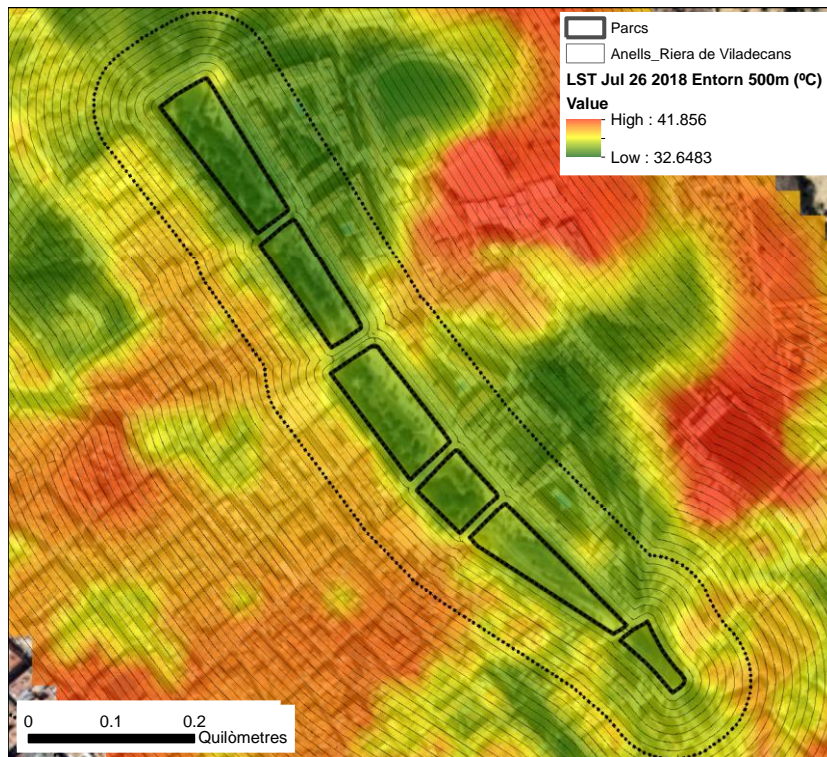 Parcs
Anells_Riera de Viladecans
LST Jul 26 2018 Entorn 500m (ºC)
Value
High : 41.856
Low : 32.6483
0 0.1 0.2
Quilòmetres